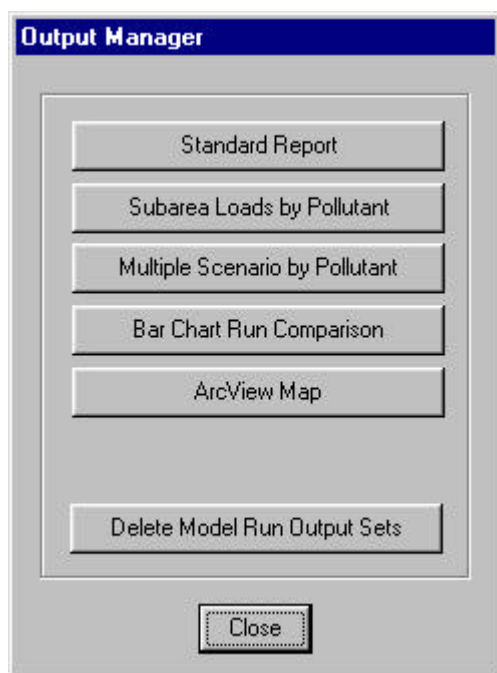 Output Manager
Standard Report
Subarea Loads by Pollutant
Multiple Scenario by Pollutant
Bar Chart Run Comparison
ArcView Map
Delete Model Run Output Sets
Close